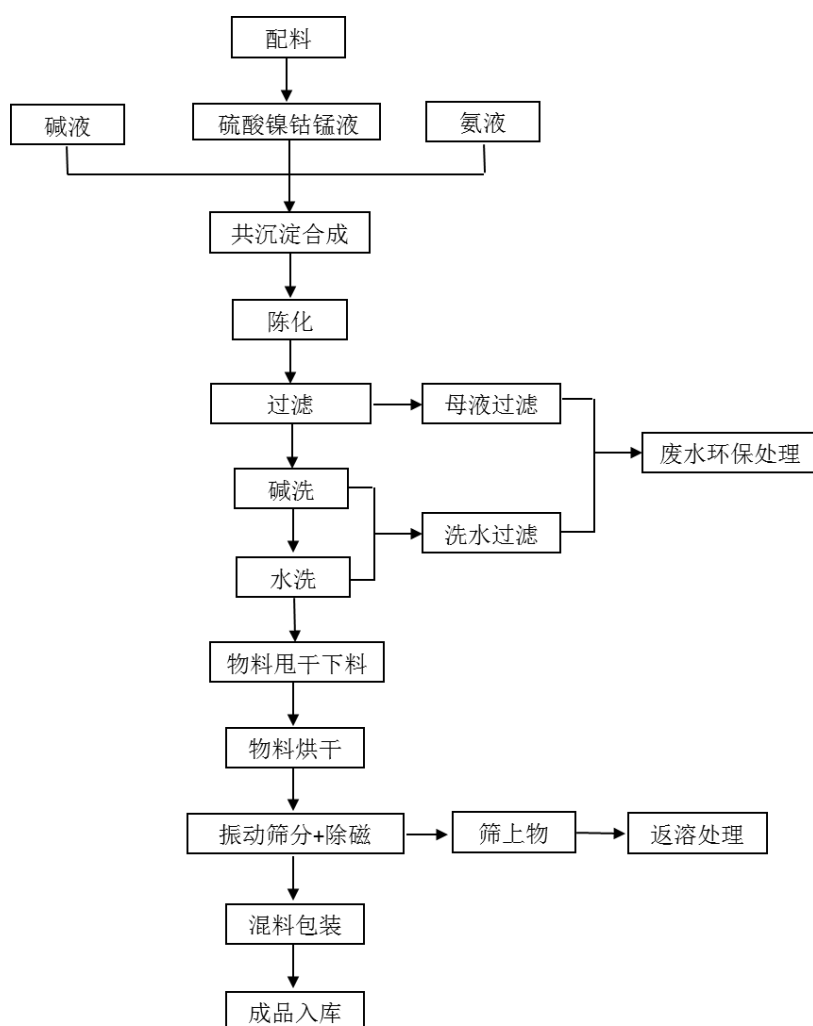 配料
碱液
硫酸镍钴锰液
氨液
共沉淀合成
陈化
过滤
母液过滤
废水环保处理
碱洗
洗水过滤
水洗
物料甩干下料
物料烘干
振动筛分+除磁
筛上物
返溶处理
混料包装
成品入库